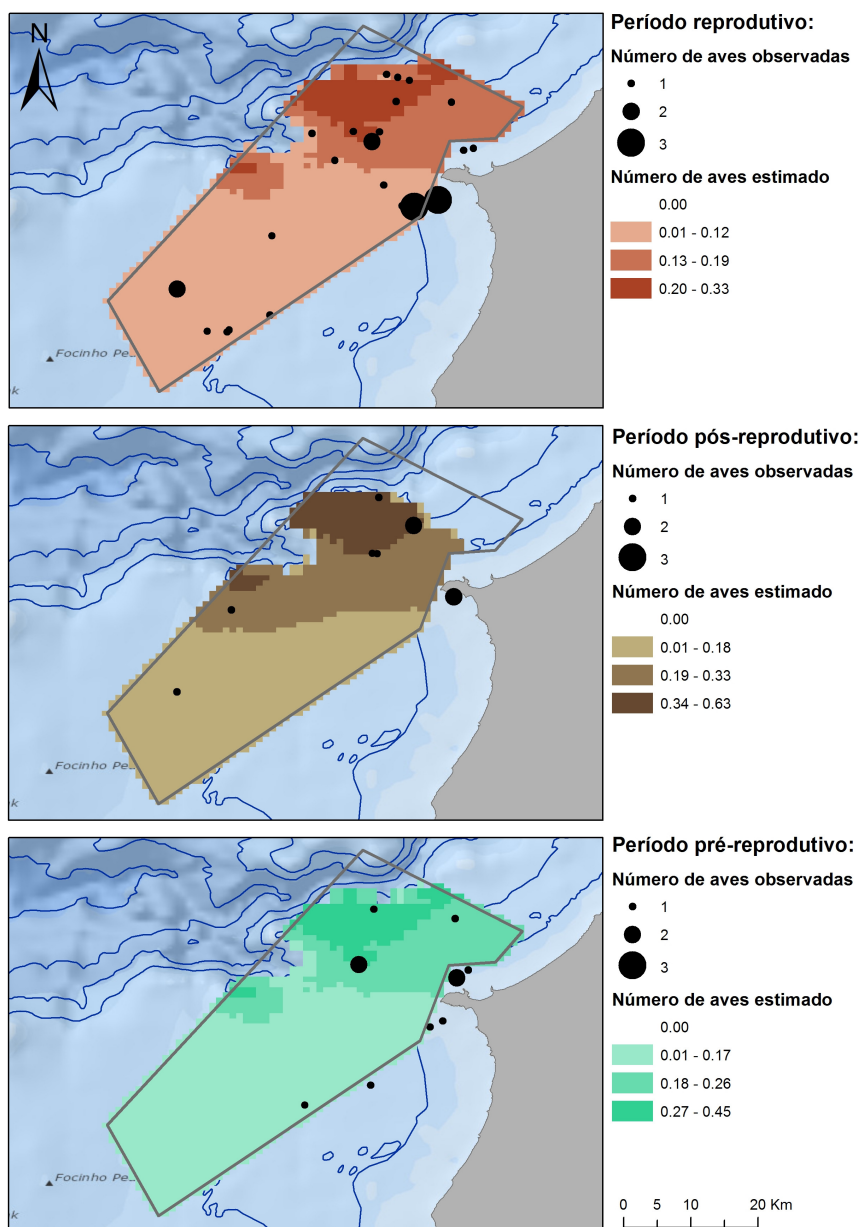 N
Focinho Pe
k
Período reprodutivo:
Número de aves observadas
1
2
3
Número de aves estimado
0.00
0.01 - 0.12
0.13 - 0.19
0.20 - 0.33
Focinho Pe
k
Período pós-reprodutivo:
Número de aves observadas
1
2
3
Número de aves estimado
0.00
0.01 - 0.18
0.19 - 0.33
0.34 - 0.63
Focinho Pe
k
Período pré-reprodutivo:
Número de aves observadas
1
2
3
Número de aves estimado
0.00
0.01 - 0.17
0.18 - 0.26
0.27 - 0.45
0 5 10 20 Km